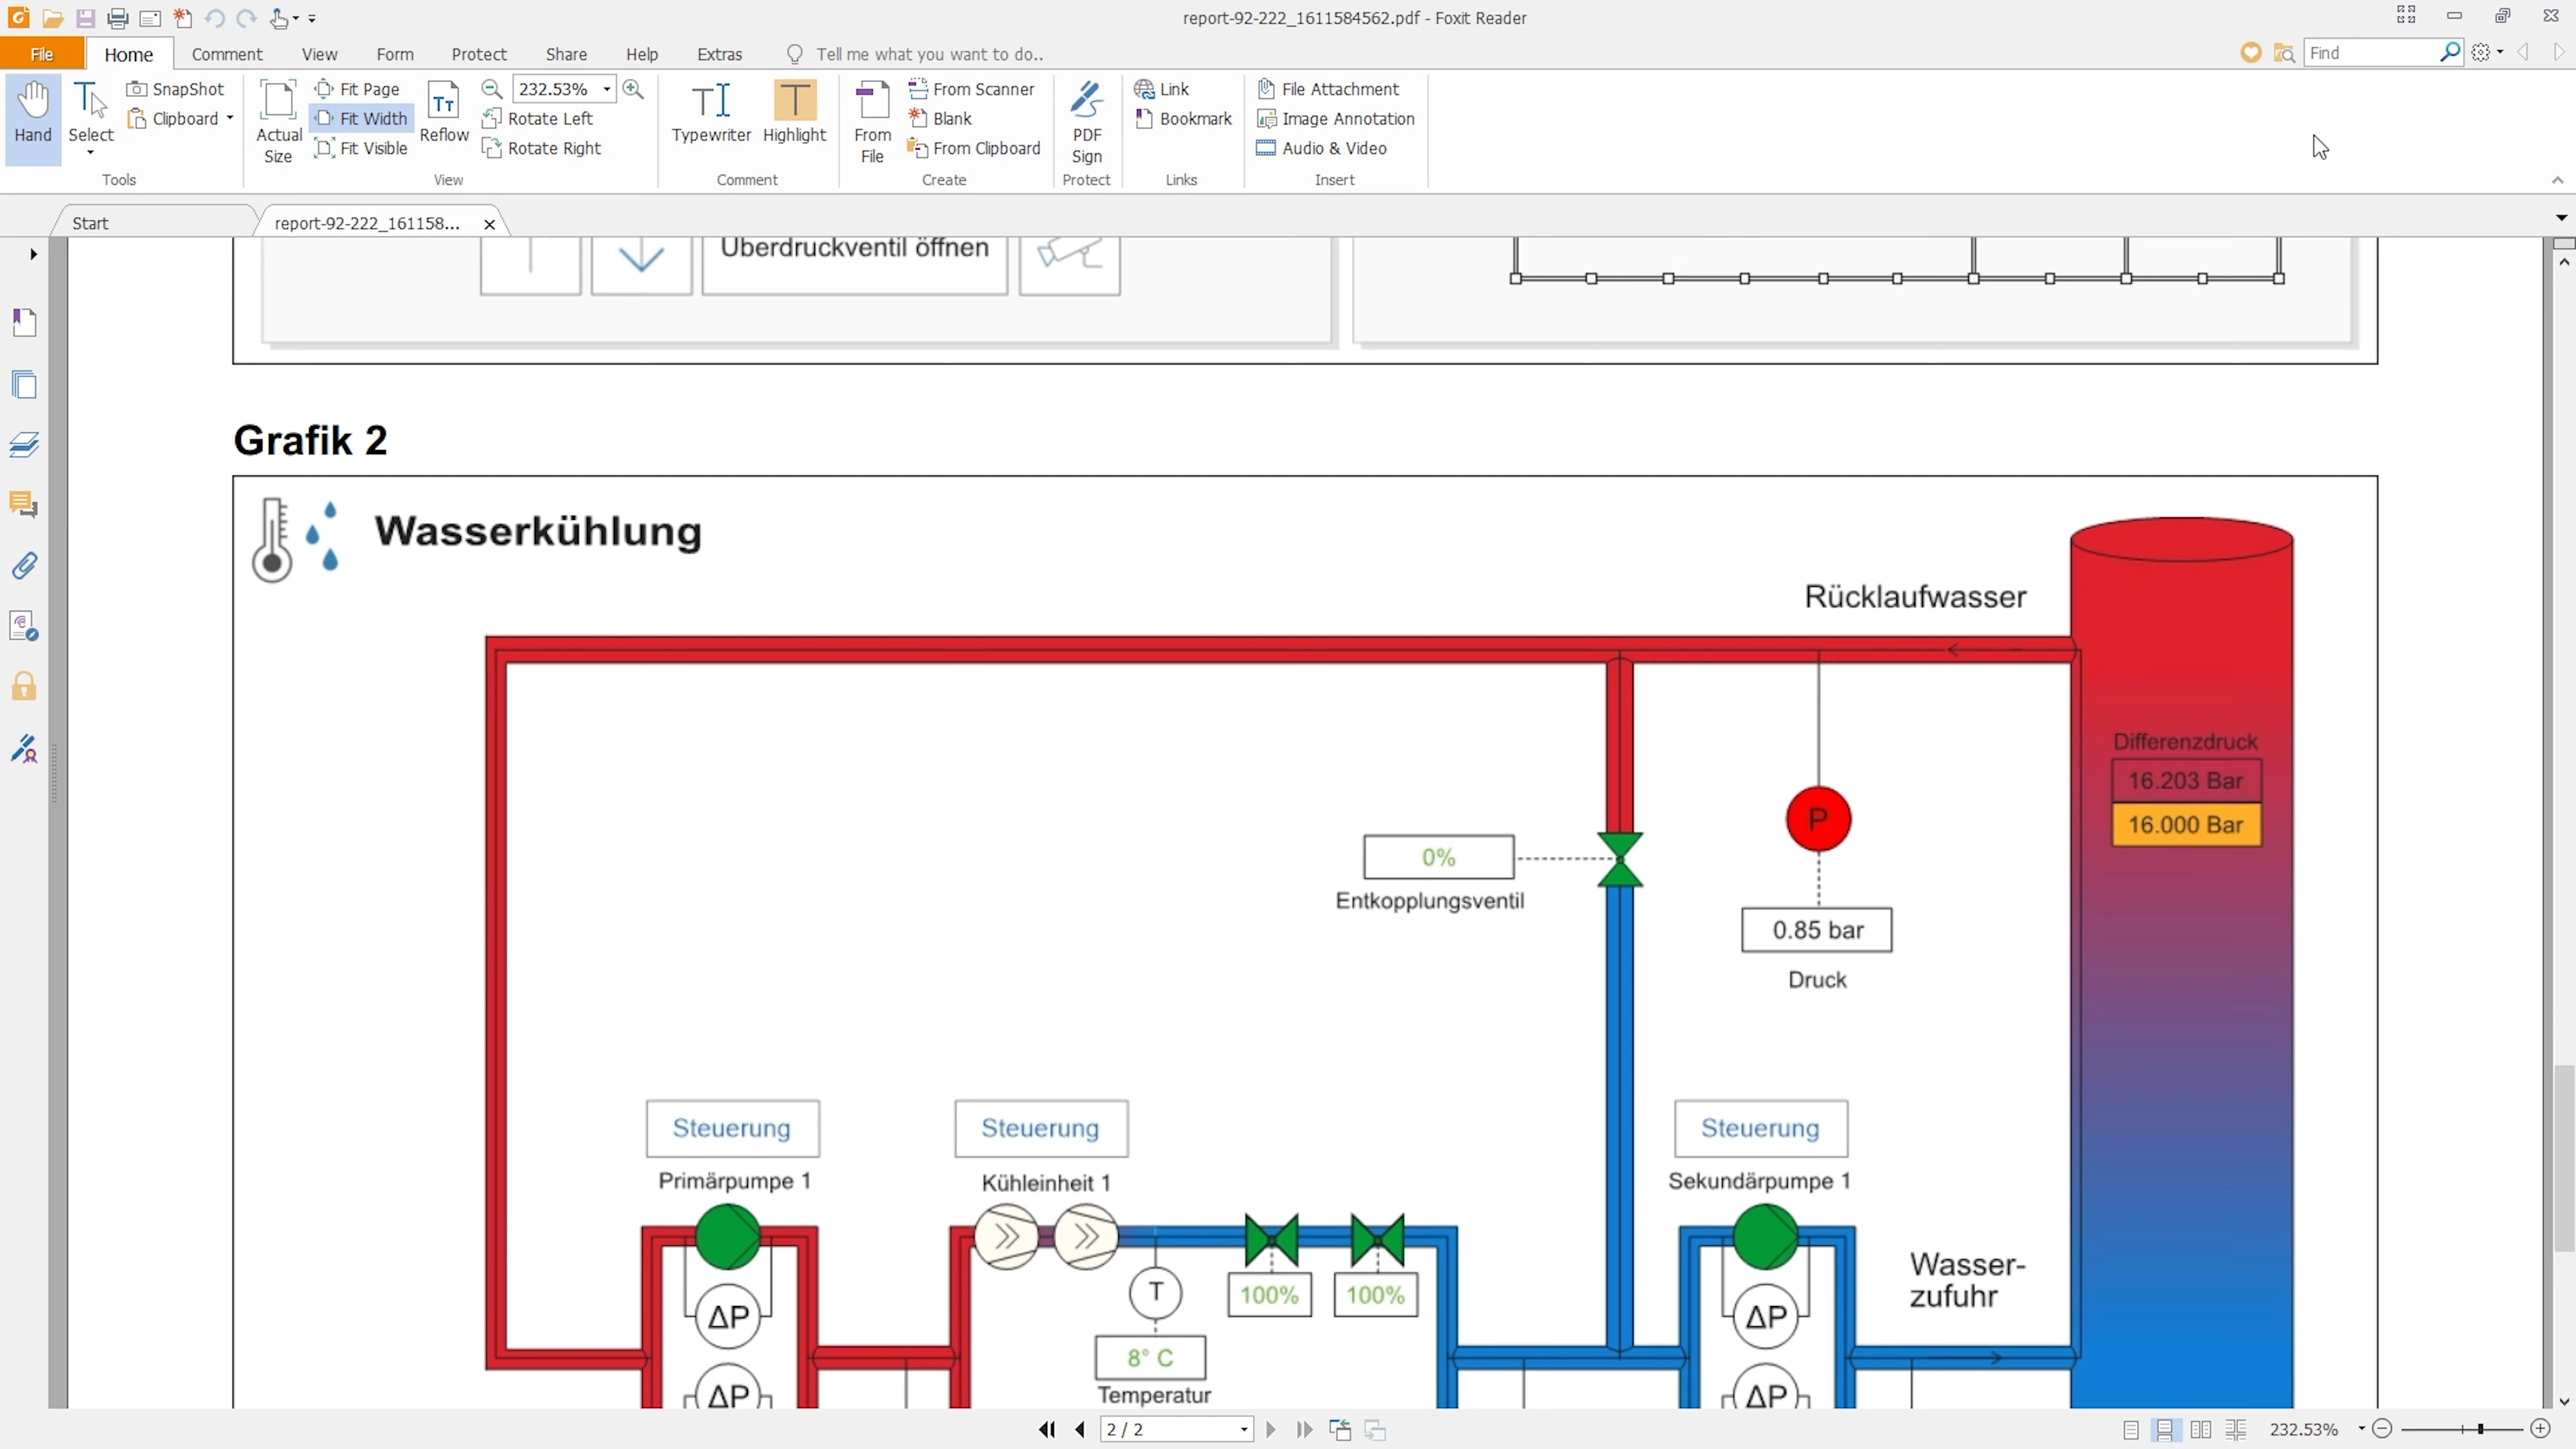 report-92-222_1611584562.pdf - Foxit Reader
File Home Comment View Form Protect Share Help Extras Tell me what you want to do.. Find
SnapShot Fit Page 232.53% From Scanner Link File Attachment
Hand Select Clipboard Actual Size Fit Width Reflow Rotate Left Typewriter Highlight From File Blank PDF Sign Bookmark Image Annotation
Fit Visible Rotate Right From Clipboard Audio & Video
Tools View Comment Create Protect Links Insert
Start report-92-222_161158...
Überdruckventil öffnen
Grafik 2
Wasserkühlung
Rücklaufwasser
Differenzdruck
16.203 Bar
16.000 Bar
P
0%
Entkopplungsventil
0.85 bar
Druck
Steuerung Steuerung Steuerung
Primärpumpe 1 Kühleinheit 1 Sekundärpumpe 1
Wasser-
zufuhr
T 100% 100%
ΔP ΔP
8° C
Temperatur
ΔP ΔP
2 / 2 232.53%